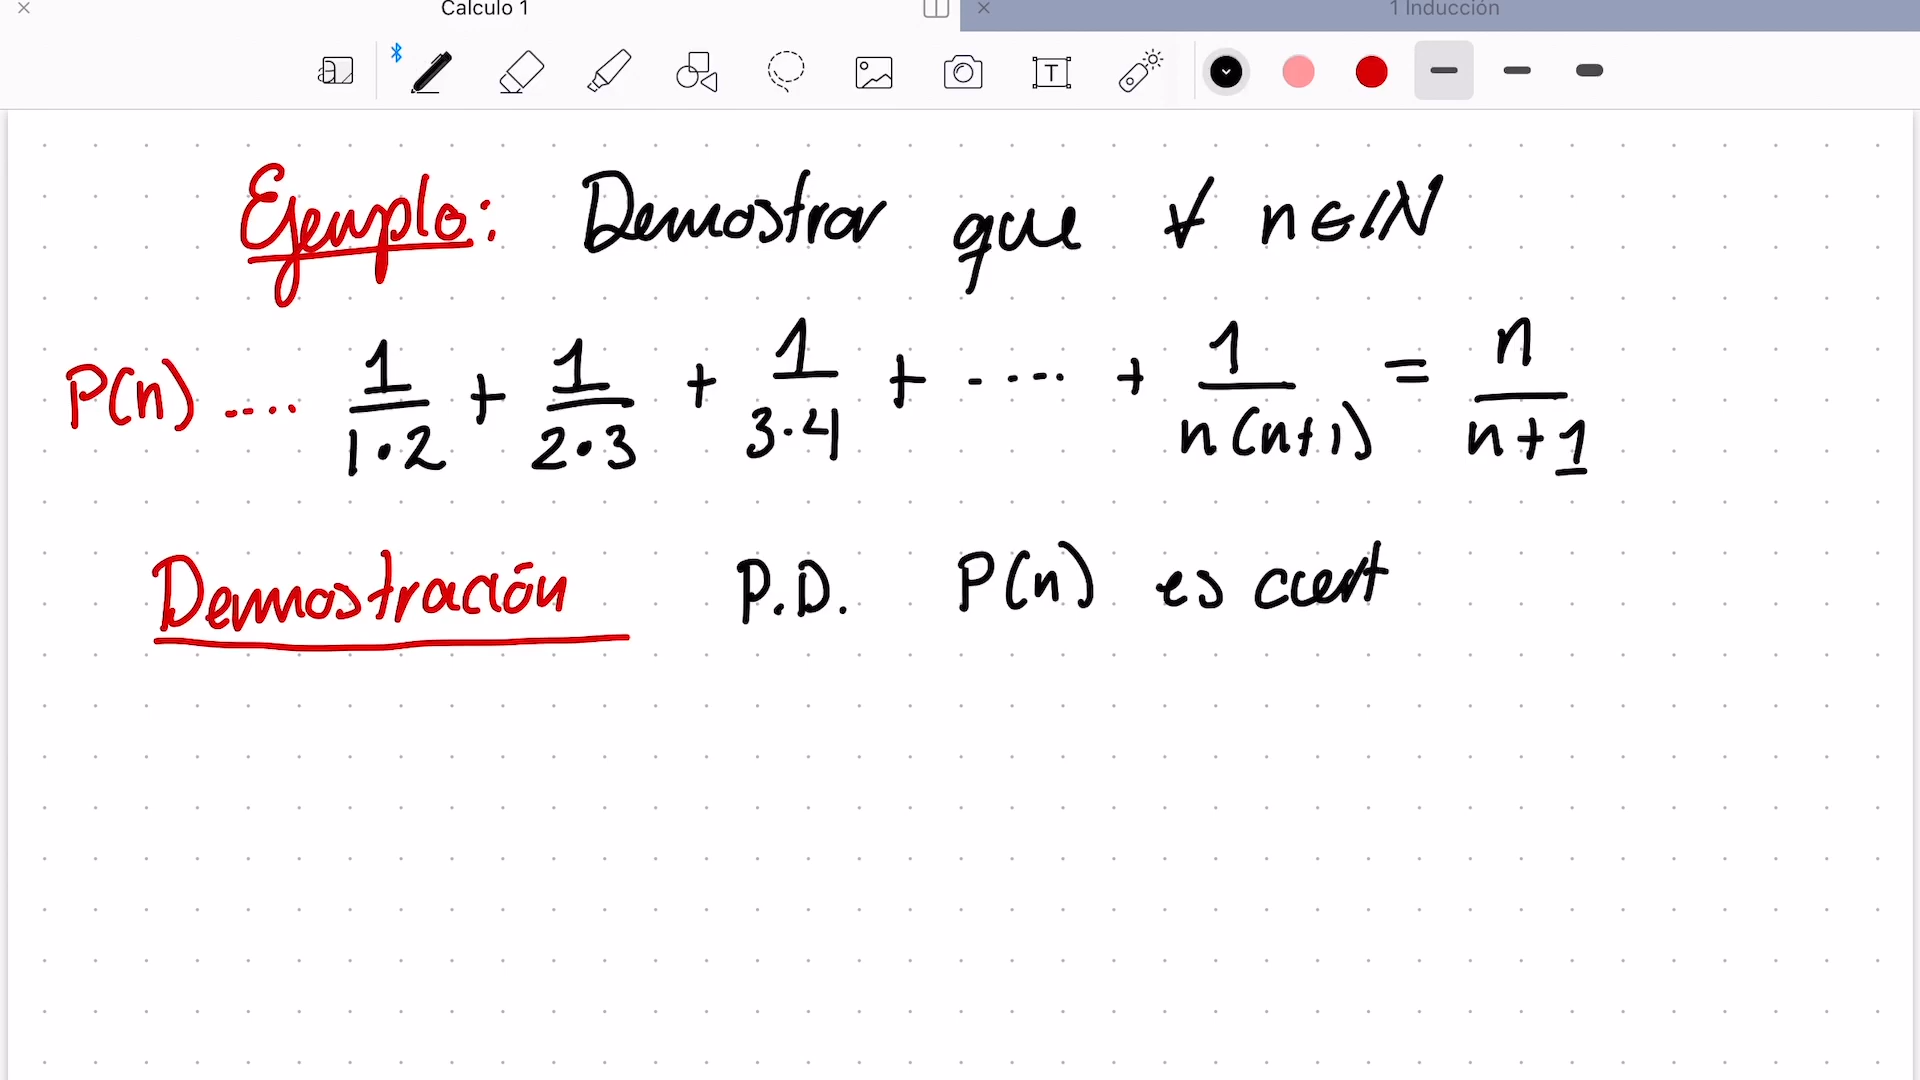 Calculo 1
1 Inducción
Ejemplo: Demostrar que ∀ n ∈ ℕ
P(n) .... 1/(1·2) + 1/(2·3) + 1/(3·4) + ..... + 1/(n(n+1)) = n/(n+1)
Demostración P.D. P(n) es ciert